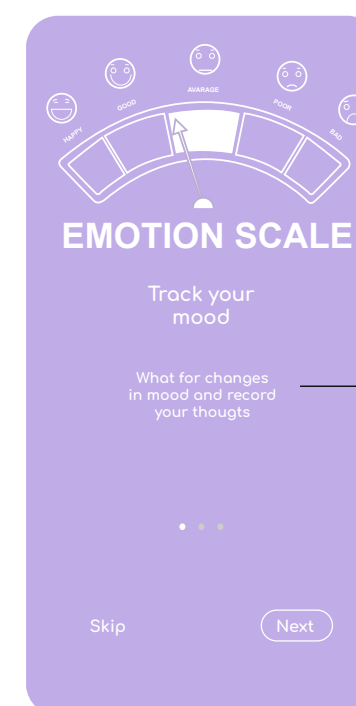 HAPPY
GOOD
AVARAGE
POOR
BAD
EMOTION SCALE
Track your
mood
What for changes
in mood and record
your thougts
Skip
Next